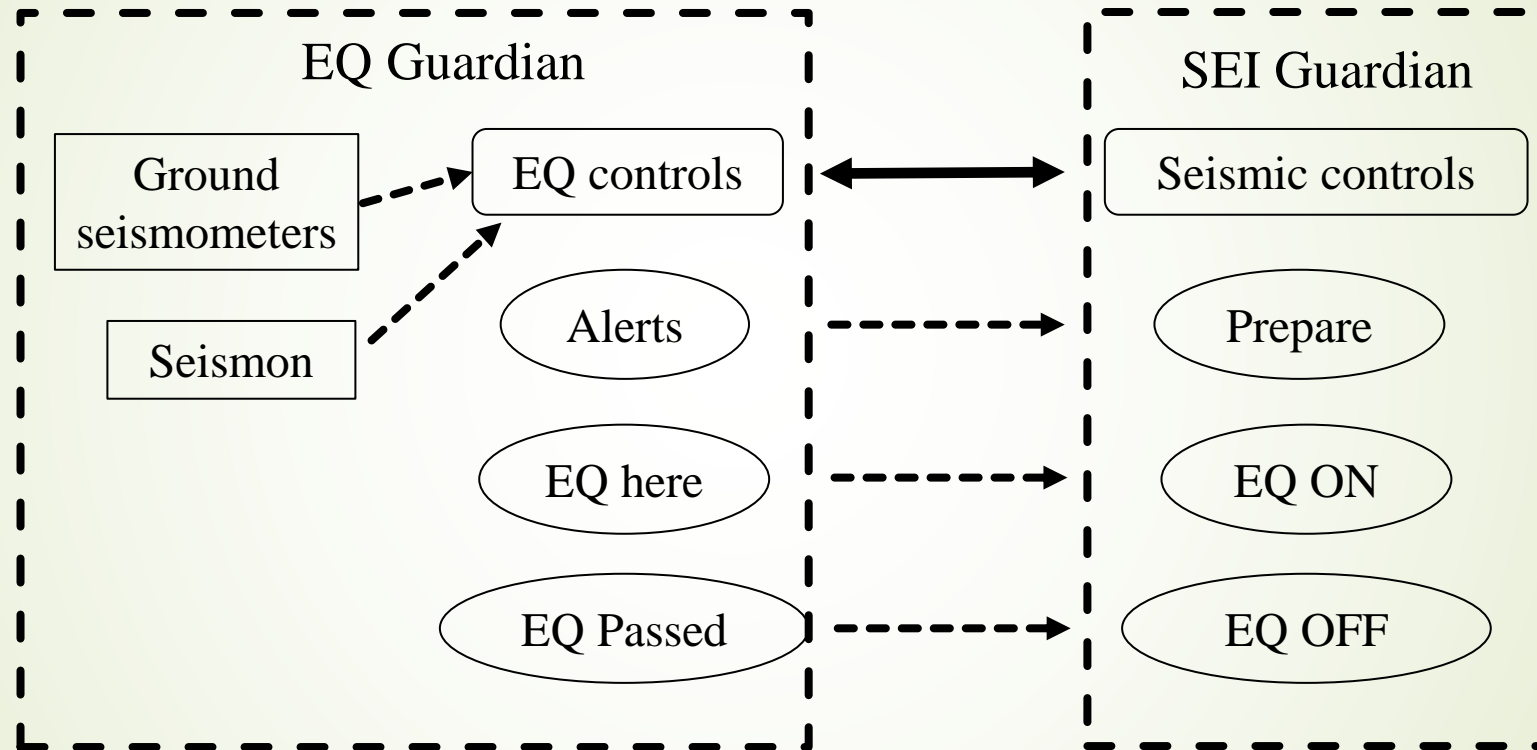 EQ Guardian
SEI Guardian
Ground
seismometers
EQ controls
Seismic controls
Seismon
Alerts
Prepare
EQ here
EQ ON
EQ Passed
EQ OFF